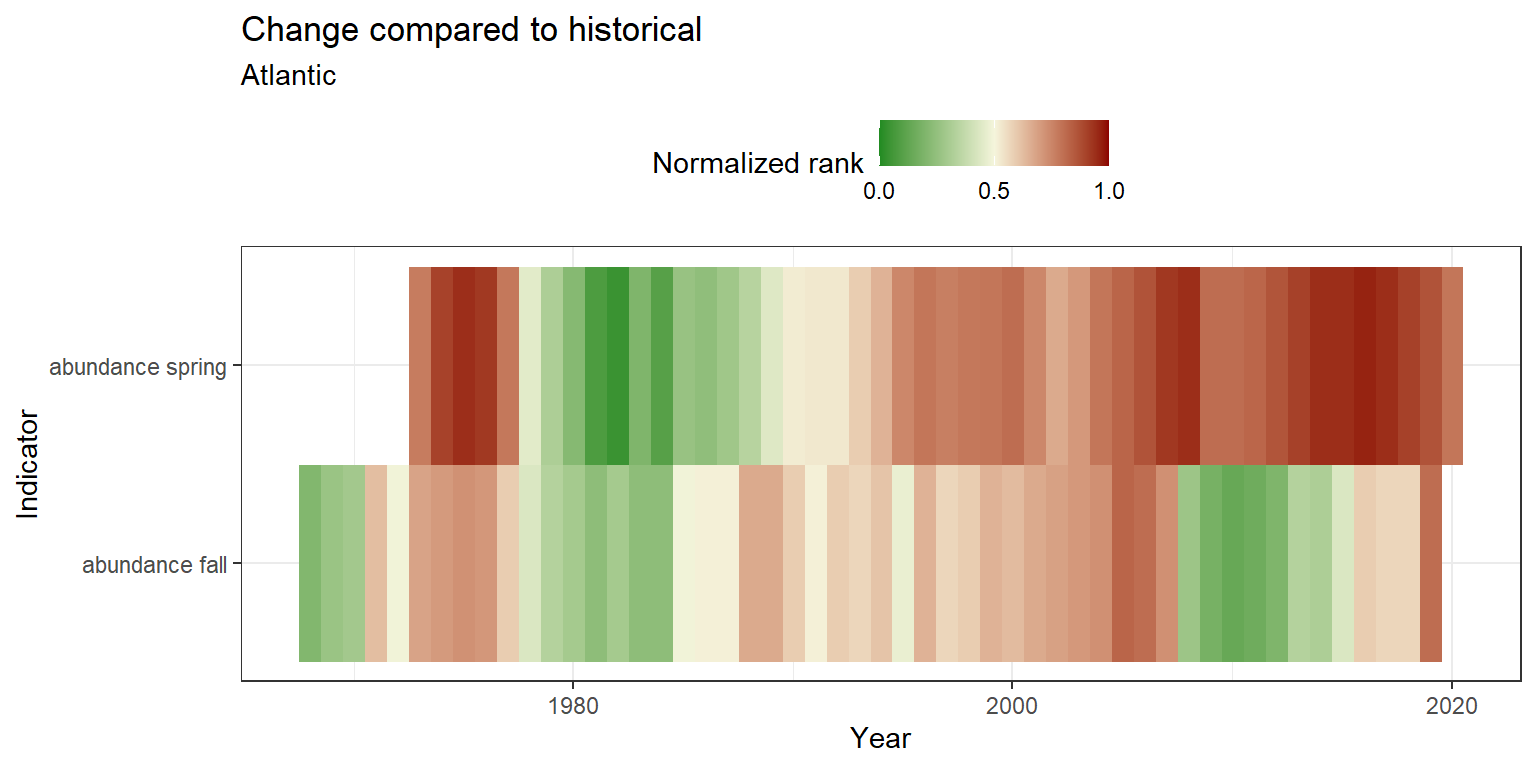 Change compared to historical
Atlantic
Normalized rank
0.0 0.5 1.0
abundance spring
abundance fall
Indicator
1980 2000 2020
Year